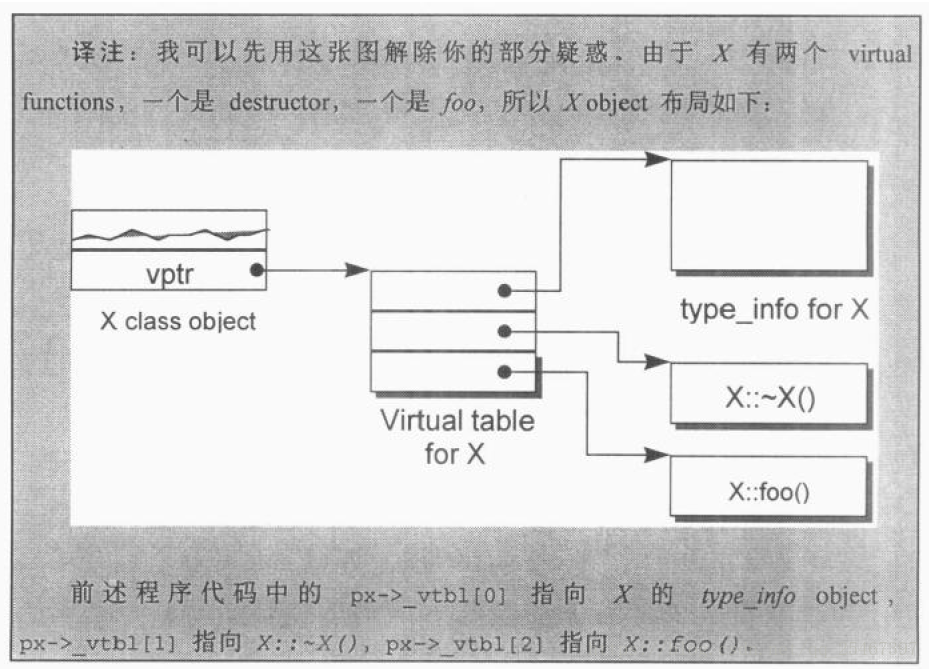 译注：我可以先用这张图解除你的部分疑惑。由于 X 有两个 virtual
functions，一个是 destructor，一个是 foo，所以 X object 布局如下：
vptr
X class object
Virtual table
for X
type_info for X
X::~X()
X::foo()
前述程序代码中的 px->_vtbl[0] 指向 X 的 type_info object，
px->_vtbl[1] 指向 X::~X()，px->_vtbl[2] 指向 X::foo()。